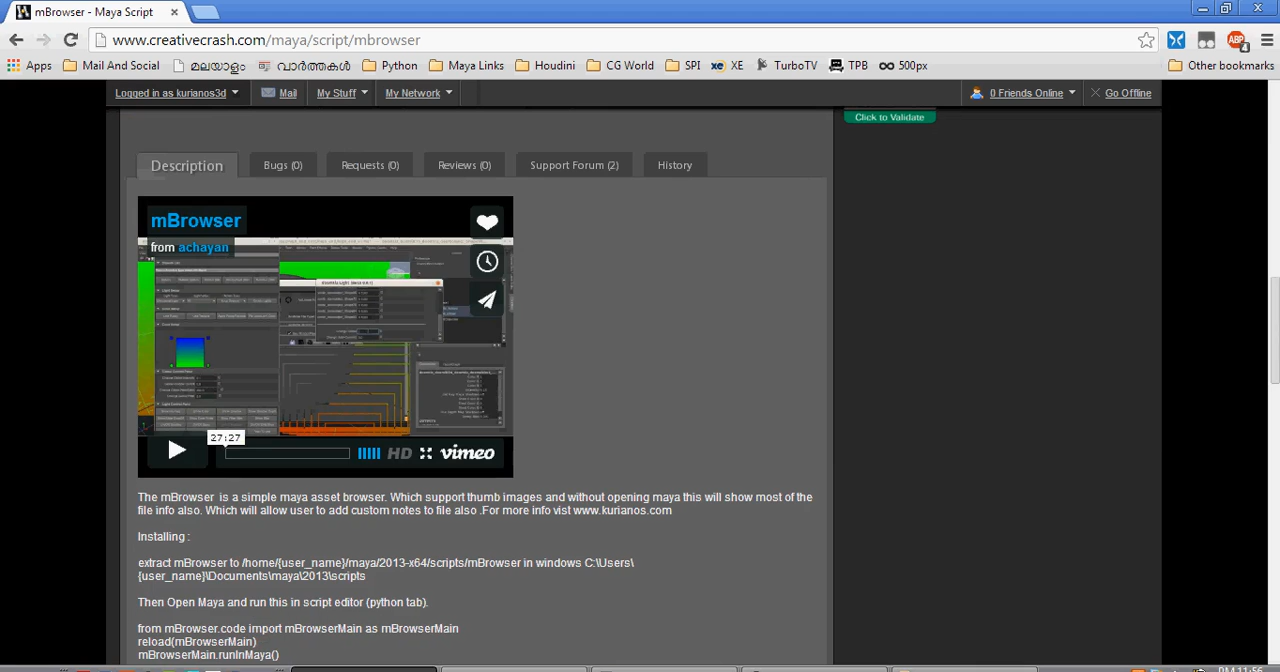 mBrowser - Maya Script
www.creativecrash.com/maya/script/mbrowser
Apps Mail And Social മലയാളം വാർത്തകൾ Python Maya Links Houdini CG World SPI XE TurboTV TPB 500px Other bookmarks
Logged in as kurianos3d Mail My Stuff My Network 0 Friends Online Go Offline
Click to Validate
Description Bugs (0) Requests (0) Reviews (0) Support Forum (2) History
mBrowser
from achayan
27:27
HD vimeo
The mBrowser is a simple maya asset browser. Which support thumb images and without opening maya this will show most of the
file info also. Which will allow user to add custom notes to file also .For more info vist www.kurianos.com
Installing :
extract mBrowser to /home/{user_name}/maya/2013-x64/scripts/mBrowser in windows C:\Users\
{user_name}\Documents\maya\2013\scripts
Then Open Maya and run this in script editor (python tab).
from mBrowser.code import mBrowserMain as mBrowserMain
reload(mBrowserMain)
mBrowserMain.runInMaya()